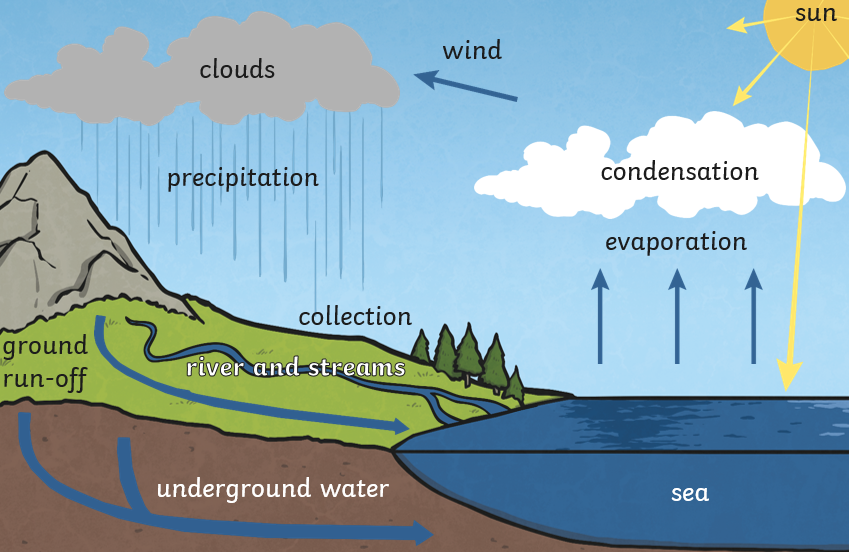 sun
wind
clouds
condensation
precipitation
evaporation
collection
ground
run-off
river and streams
underground water
sea